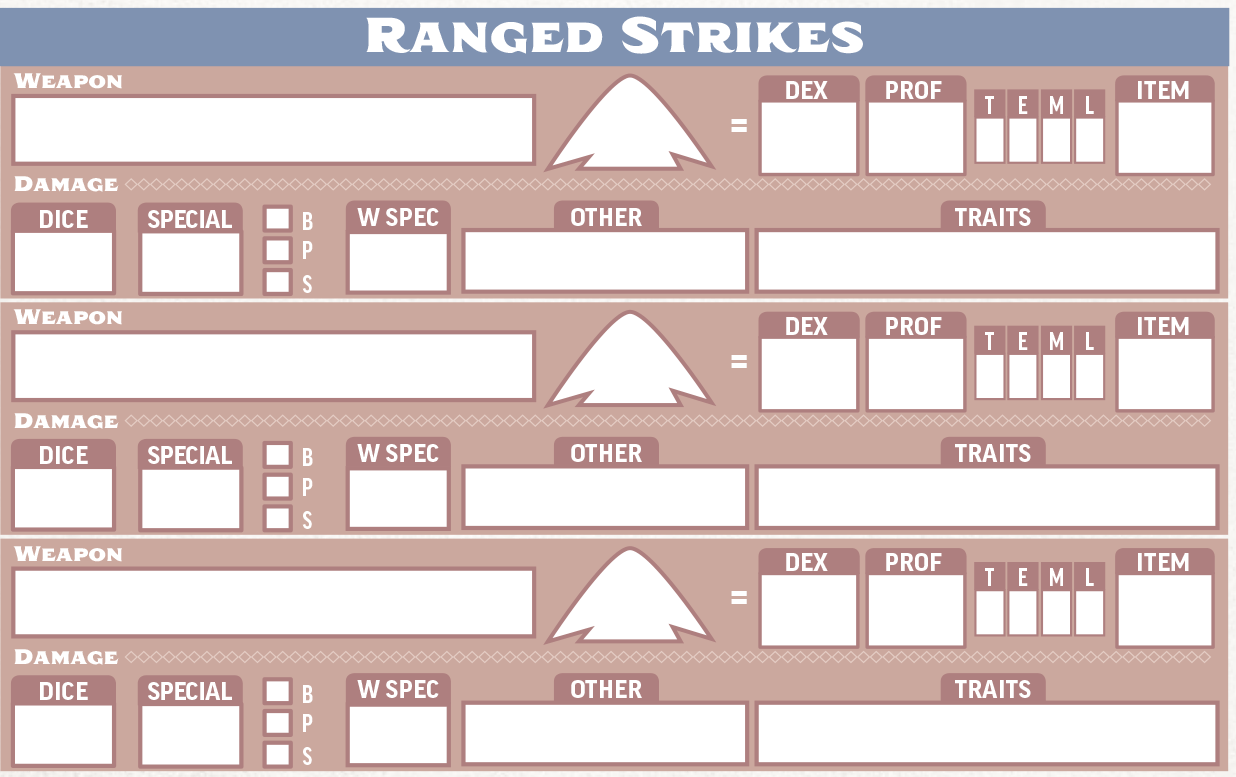 RANGED STRIKES
WEAPON
= DEX PROF T E M L ITEM
DAMAGE
DICE SPECIAL B P S W SPEC OTHER TRAITS
WEAPON
= DEX PROF T E M L ITEM
DAMAGE
DICE SPECIAL B P S W SPEC OTHER TRAITS
WEAPON
= DEX PROF T E M L ITEM
DAMAGE
DICE SPECIAL B P S W SPEC OTHER TRAITS